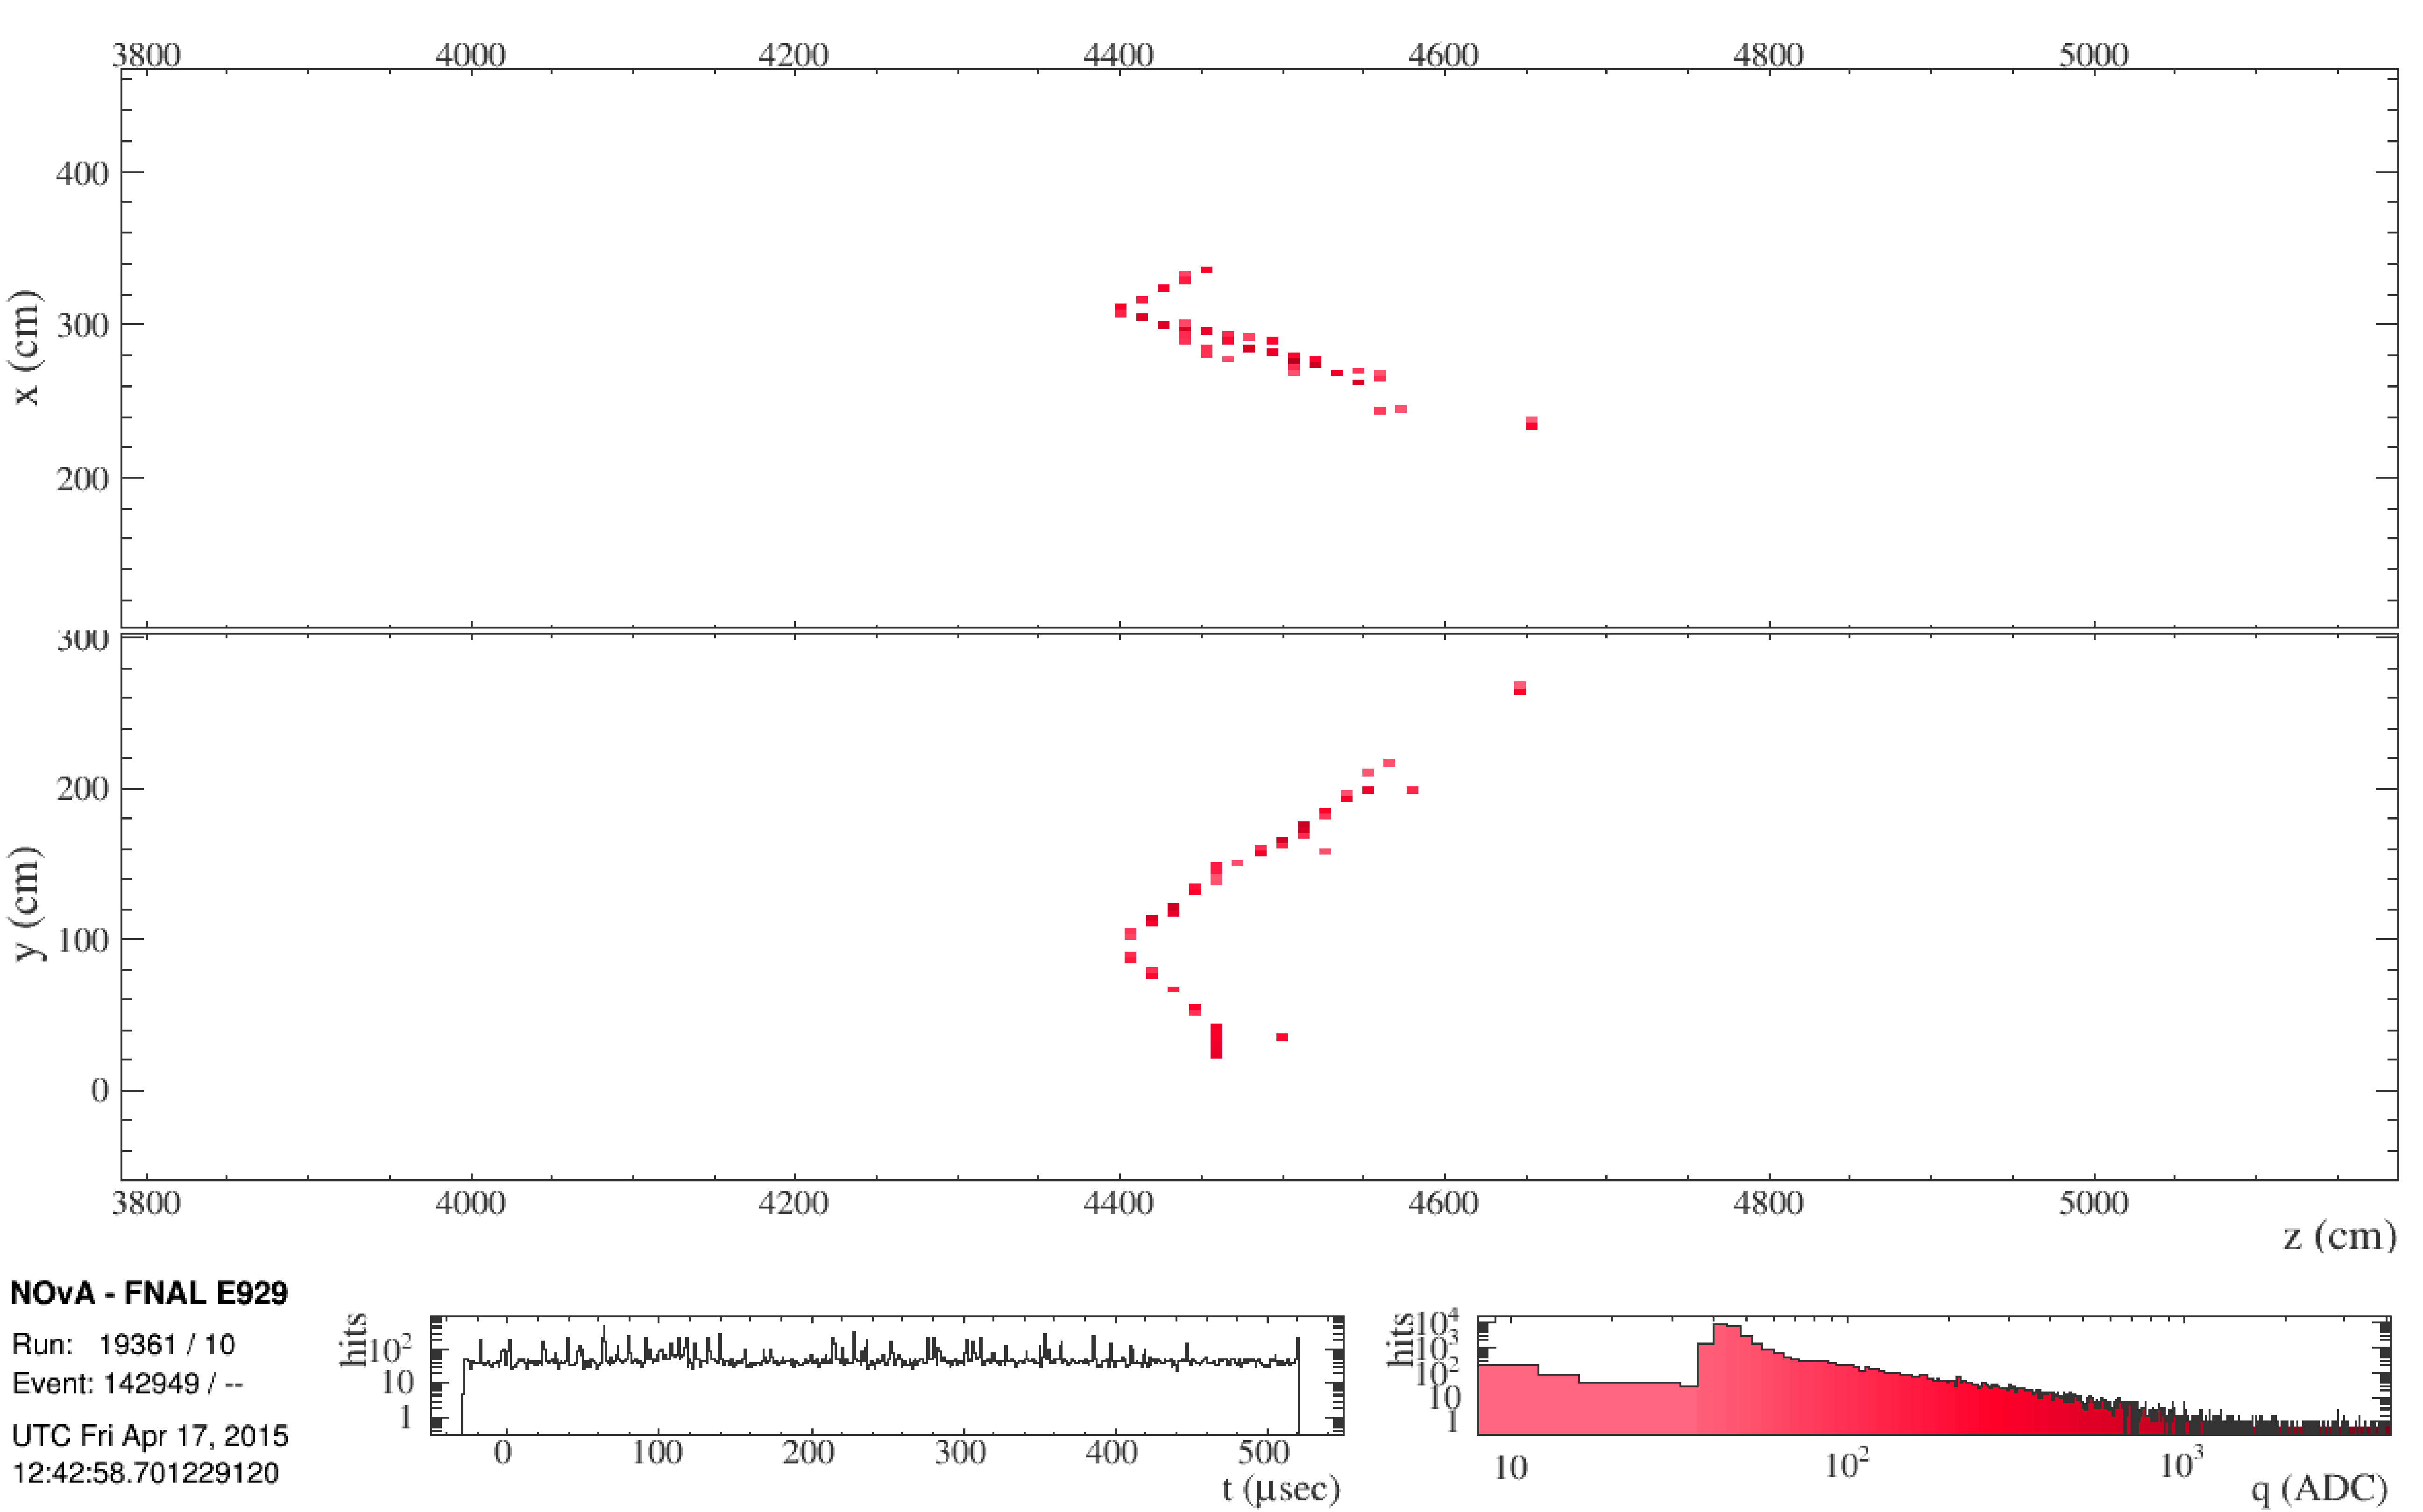 3800 4000 4200 4400 4600 4800 5000
400
300
200
x (cm)
300
200
100
0
y (cm)
3800 4000 4200 4400 4600 4800 5000
z (cm)
NOvA - FNAL E929
Run: 19361 / 10
Event: 142949 / --
UTC Fri Apr 17, 2015
12:42:58.701229120
hits
10²
10
1
0 100 200 300 400 500
t (μsec)
hits
10⁴
10³
10²
10
1
10 10² 10³
q (ADC)